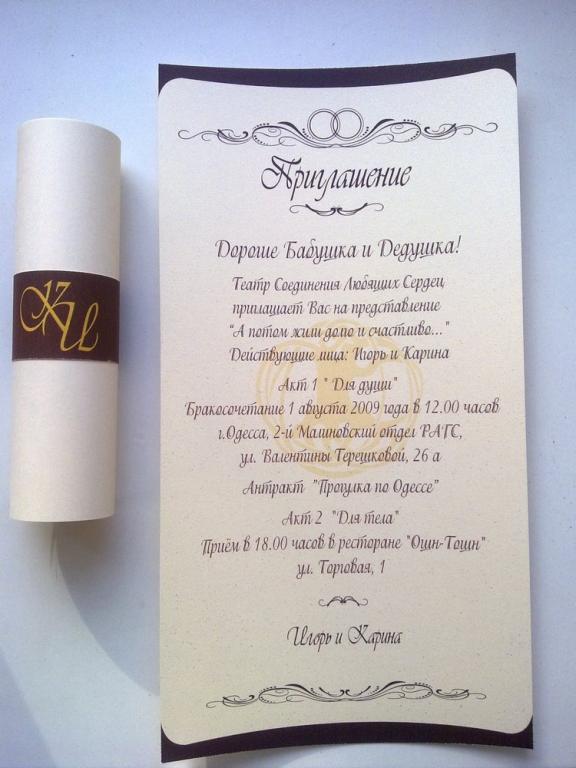 КИ
Приглашение
Дорогие Бабушка и Дедушка!
Театр Соединения Любящих Сердец
приглашает Вас на представление
"А потом жили долго и счастливо..."
Действующие лица: Игорь и Карина
Акт 1 " Для души"
Бракосочетание 1 августа 2009 года в 12.00 часов
г.Одесса, 2-й Малиновский отдел РАГС,
ул. Валентины Терешковой, 26 а
Антракт "Прогулка по Одессе"
Акт 2 "Для тела"
Приём в 18.00 часов в ресторане
ул. Торговая, 1
Игорь и Карина